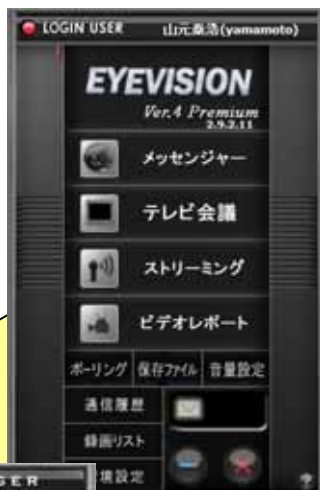 LOGIN USER 山元泰浩(yamamoto)
EYEVISION
Ver.4 Premium
2.9.2.11
メッセンジャー
テレビ会議
ストリーミング
ビデオレポート
ポーリング 保存ファイル 音量設定
通信履歴
録画リスト
境設定
?